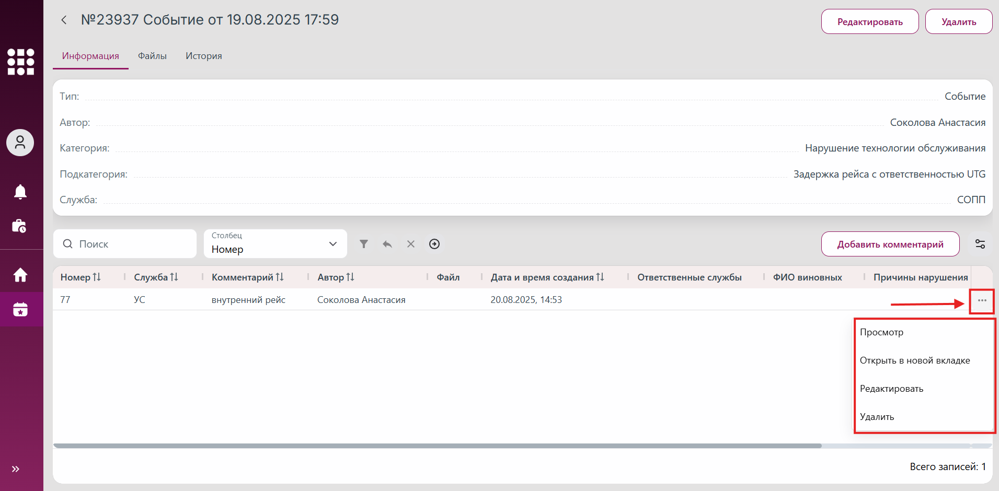 №23937 Событие от 19.08.2025 17:59
Редактировать
Удалить
Информация
Файлы
История
Тип: Событие
Автор: Соколова Анастасия
Категория: Нарушение технологии обслуживания
Подкатегория: Задержка рейса с ответственностью UTG
Служба: СОПП
Поиск
Столбец
Номер
Добавить комментарий
Номер Служба Комментарий Автор Файл Дата и время создания Ответственные службы ФИО виновных Причины нарушения
77 УС внутренний рейс Соколова Анастасия 20.08.2025, 14:53
Просмотр
Открыть в новой вкладке
Редактировать
Удалить
Всего записей: 1